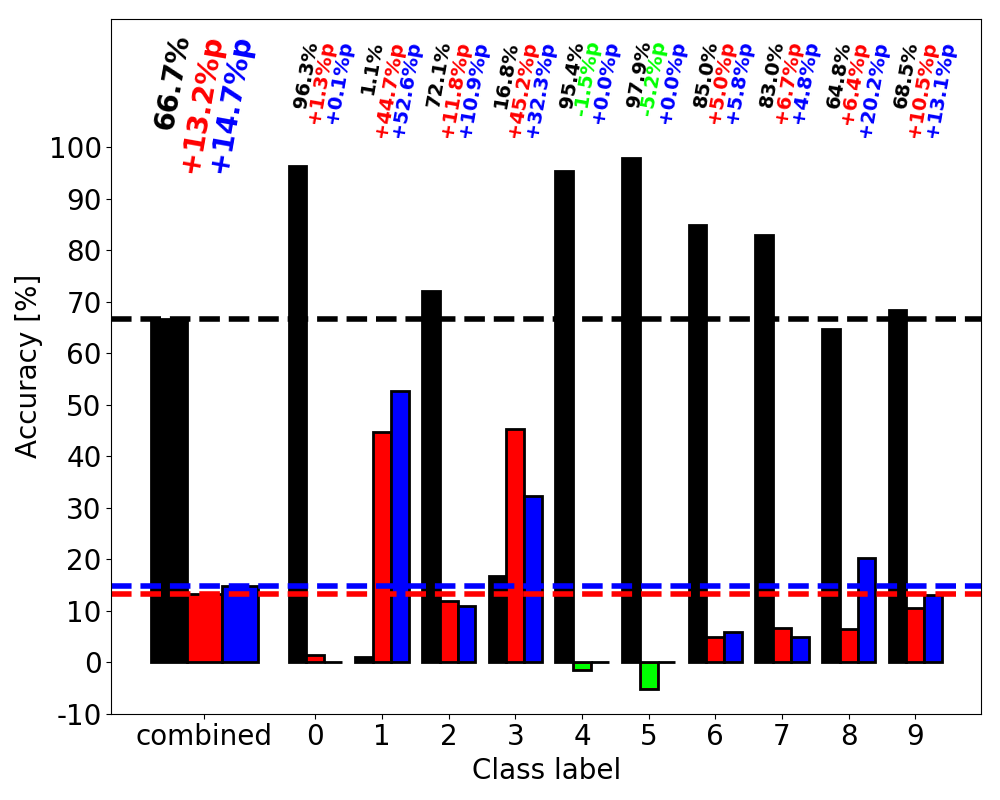 66.7%
+13.2%p
+14.7%p
96.3%
+1.3%p
+0.1%p
1.1%
+44.7%p
+52.6%p
72.1%
+11.8%p
+10.9%p
16.8%
+45.2%p
+32.3%p
95.4%
-1.5%p
+0.0%p
97.9%
-5.2%p
+0.0%p
85.0%
+5.0%p
+5.8%p
83.0%
+6.7%p
+4.8%p
64.8%
+6.4%p
+20.2%p
68.5%
+10.5%p
+13.1%p
100
90
80
70
60
50
40
30
20
10
0
-10
Accuracy [%]
combined 0 1 2 3 4 5 6 7 8 9
Class label